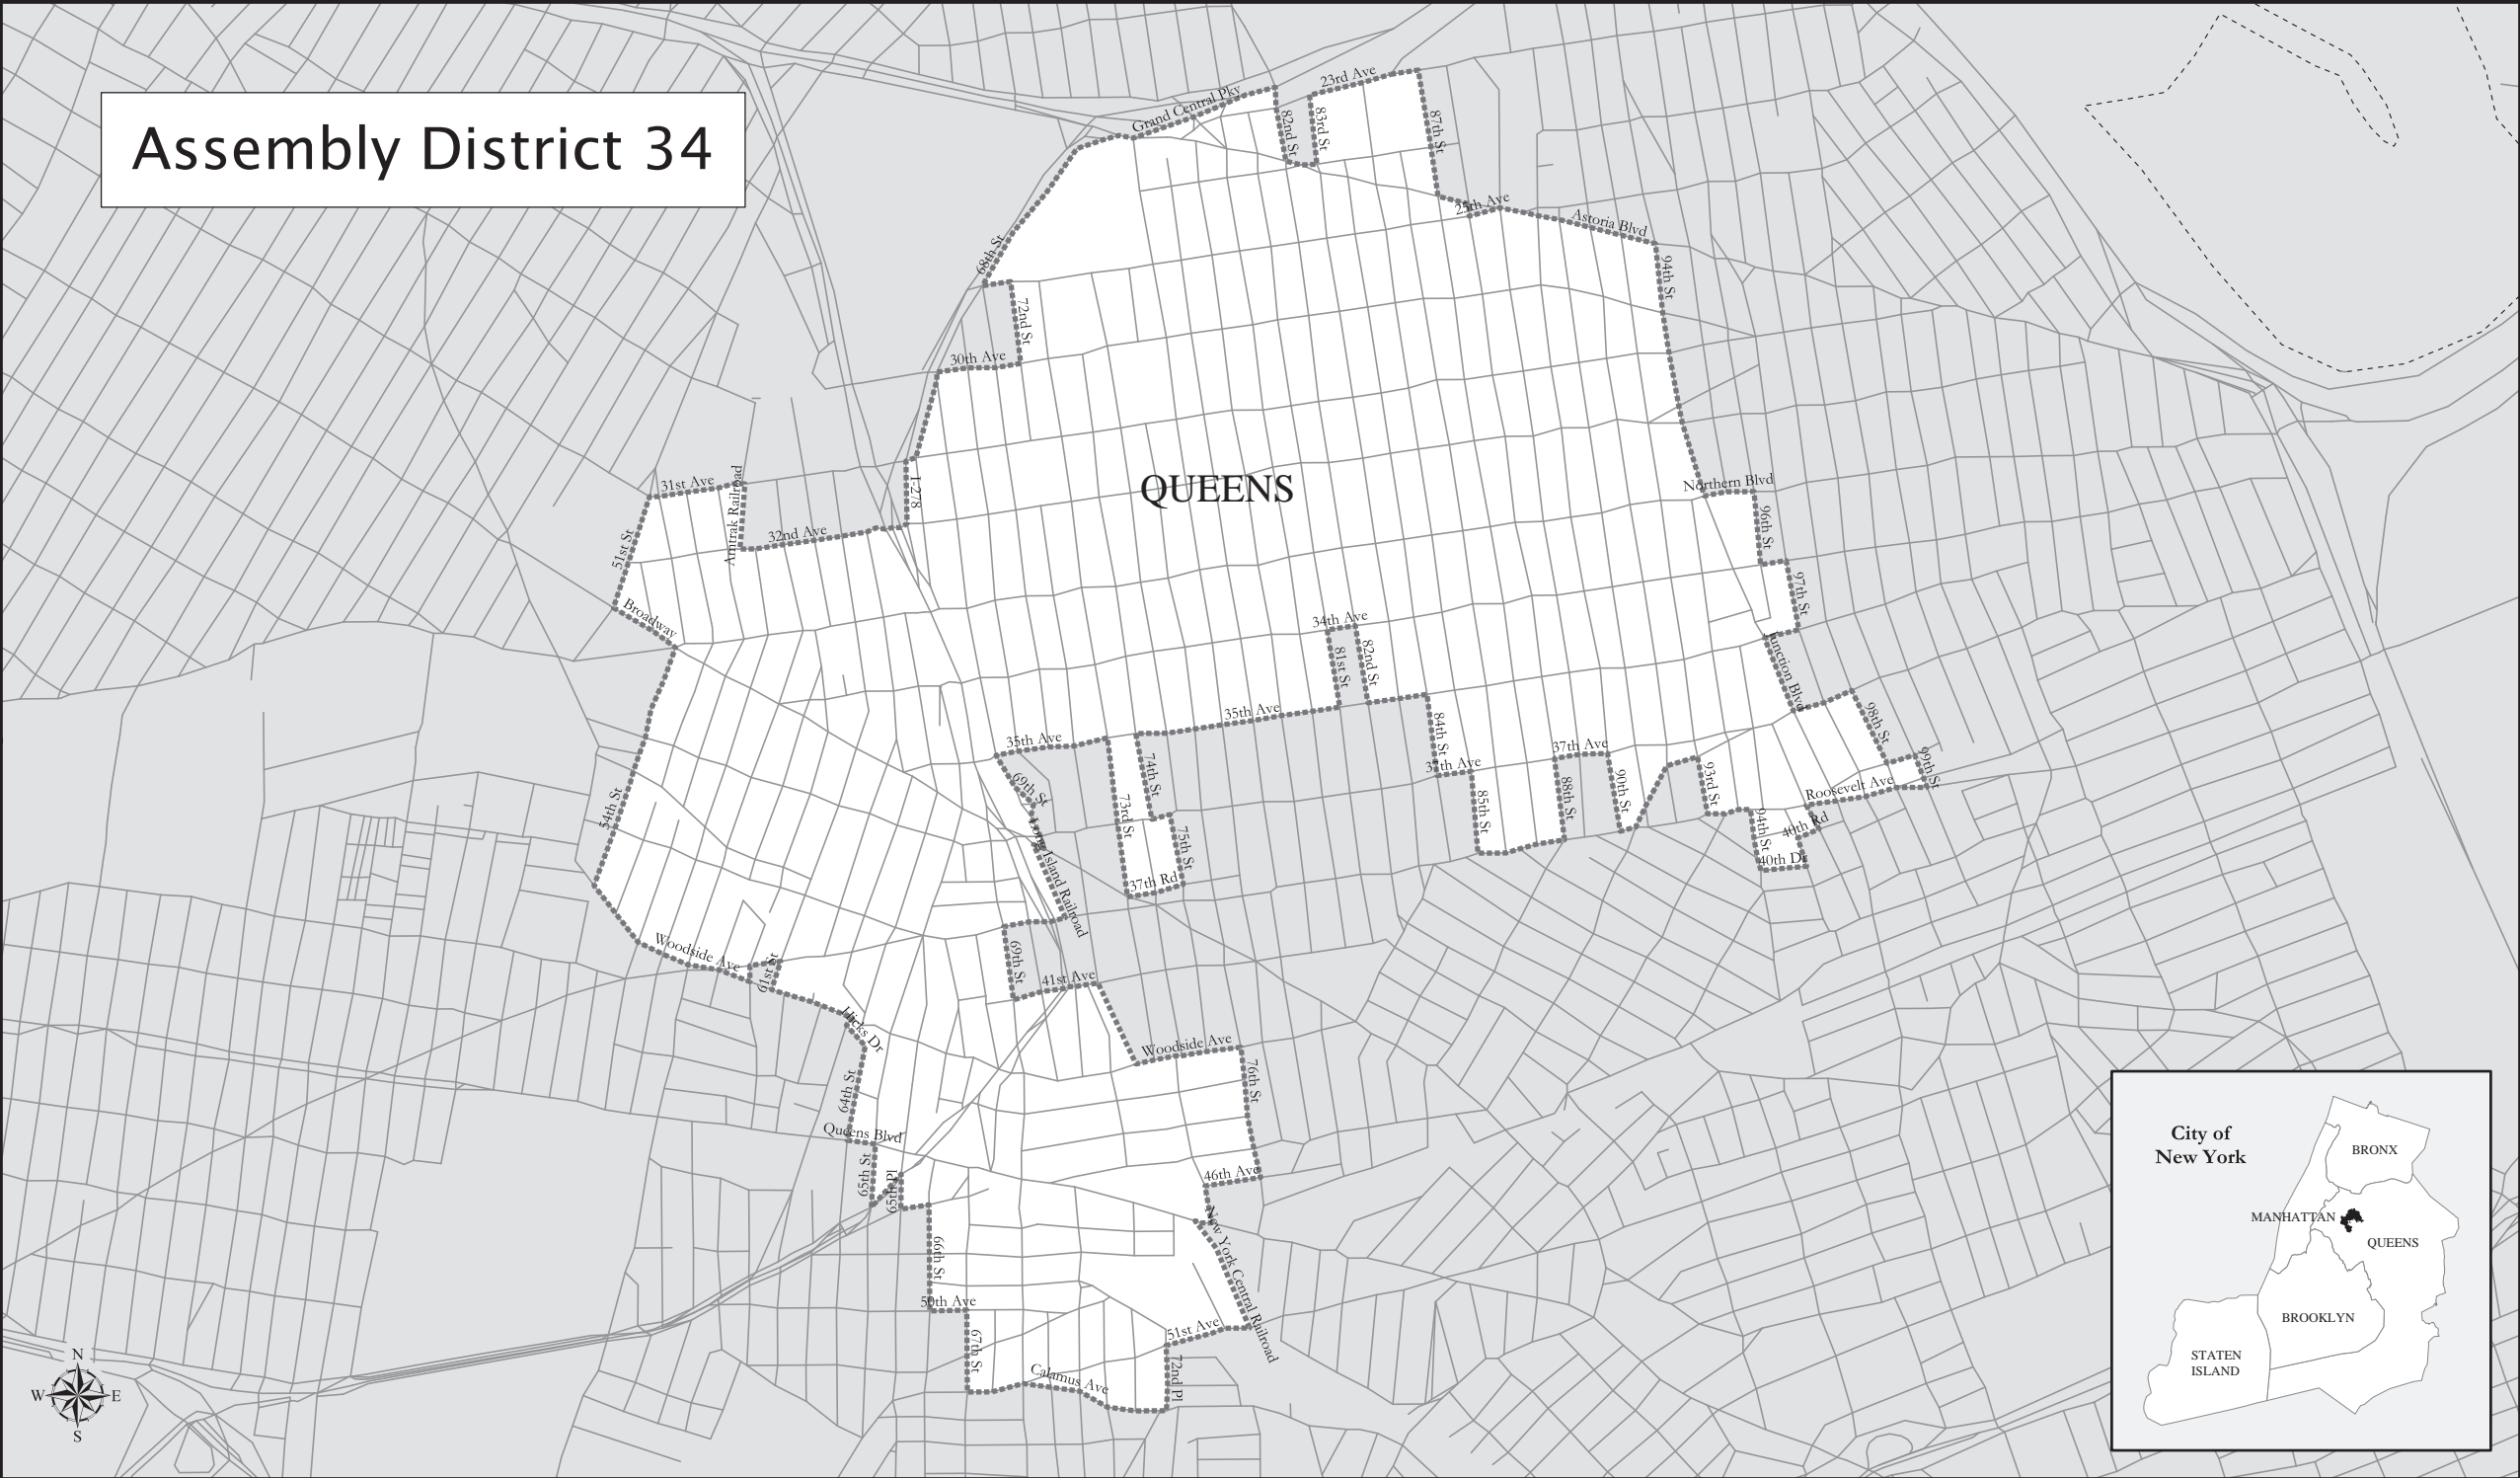 Assembly District 34
Grand Central Pky
23rd Ave
82nd St
83rd St
87th St
25th Ave
Astoria Blvd
68th St
94th St
72nd St
30th Ave
31st Ave
Amtrak Railroad
I-278
QUEENS
Northern Blvd
32nd Ave
51st St
96th St
97th St
Broadway
34th Ave
81st St
82nd St
Junction Blvd
35th Ave
35th Ave
98th St
84th St
37th Ave
37th Ave
74th St
69th St
99th St
54th St
73rd St
85th St
88th St
90th St
93rd St
Roosevelt Ave
94th St
40th Rd
75th St
Long Island Railroad
40th Dr
37th Rd
Woodside Ave
61st St
69th St
41st Ave
Hicks Dr
Woodside Ave
76th St
64th St
Queens Blvd
65th St
65th Pl
46th Ave
New York Central Railroad
66th St
50th Ave
51st Ave
67th St
Calamus Ave
72nd Pl
N
W
E
S
City of
New York
BRONX
MANHATTAN
QUEENS
BROOKLYN
STATEN
ISLAND